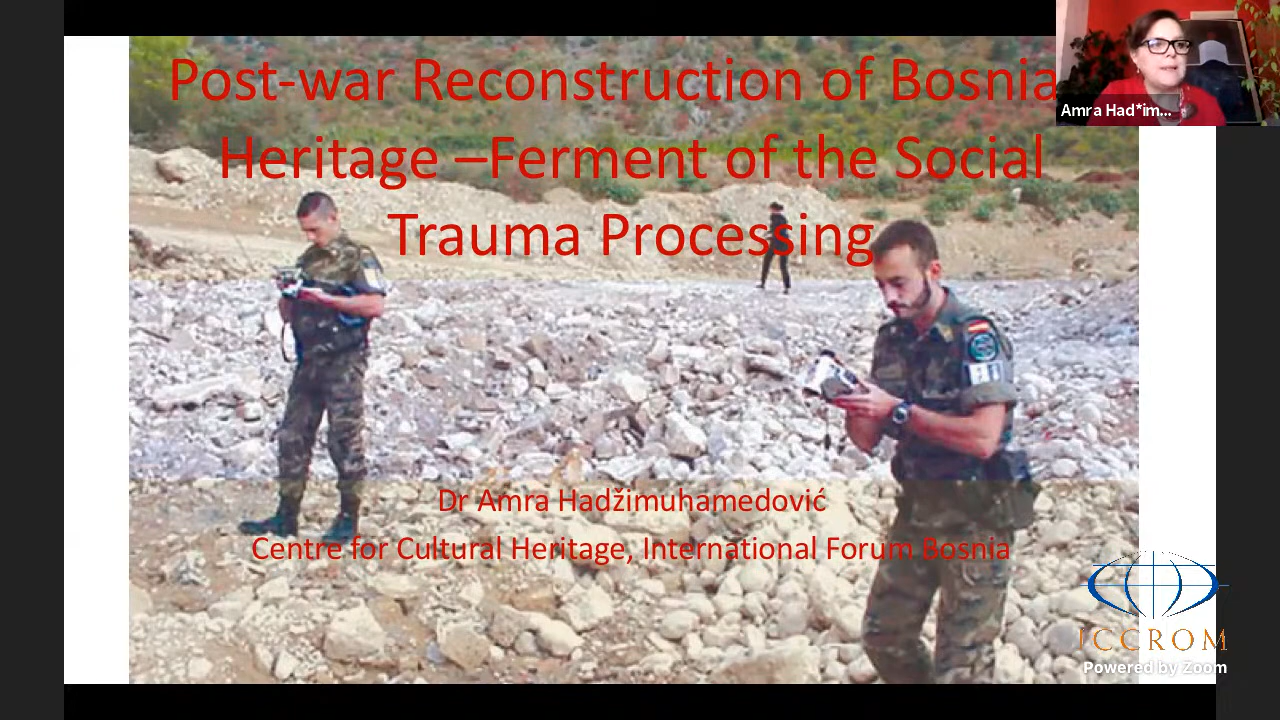 Post-war Reconstruction of Bosnia
Heritage –Ferment of the Social
Trauma Processing
Amra Had*im...
Dr Amra Hadžimuhamedović
Centre for Cultural Heritage, International Forum Bosnia
ICCROM
Powered by Zoom